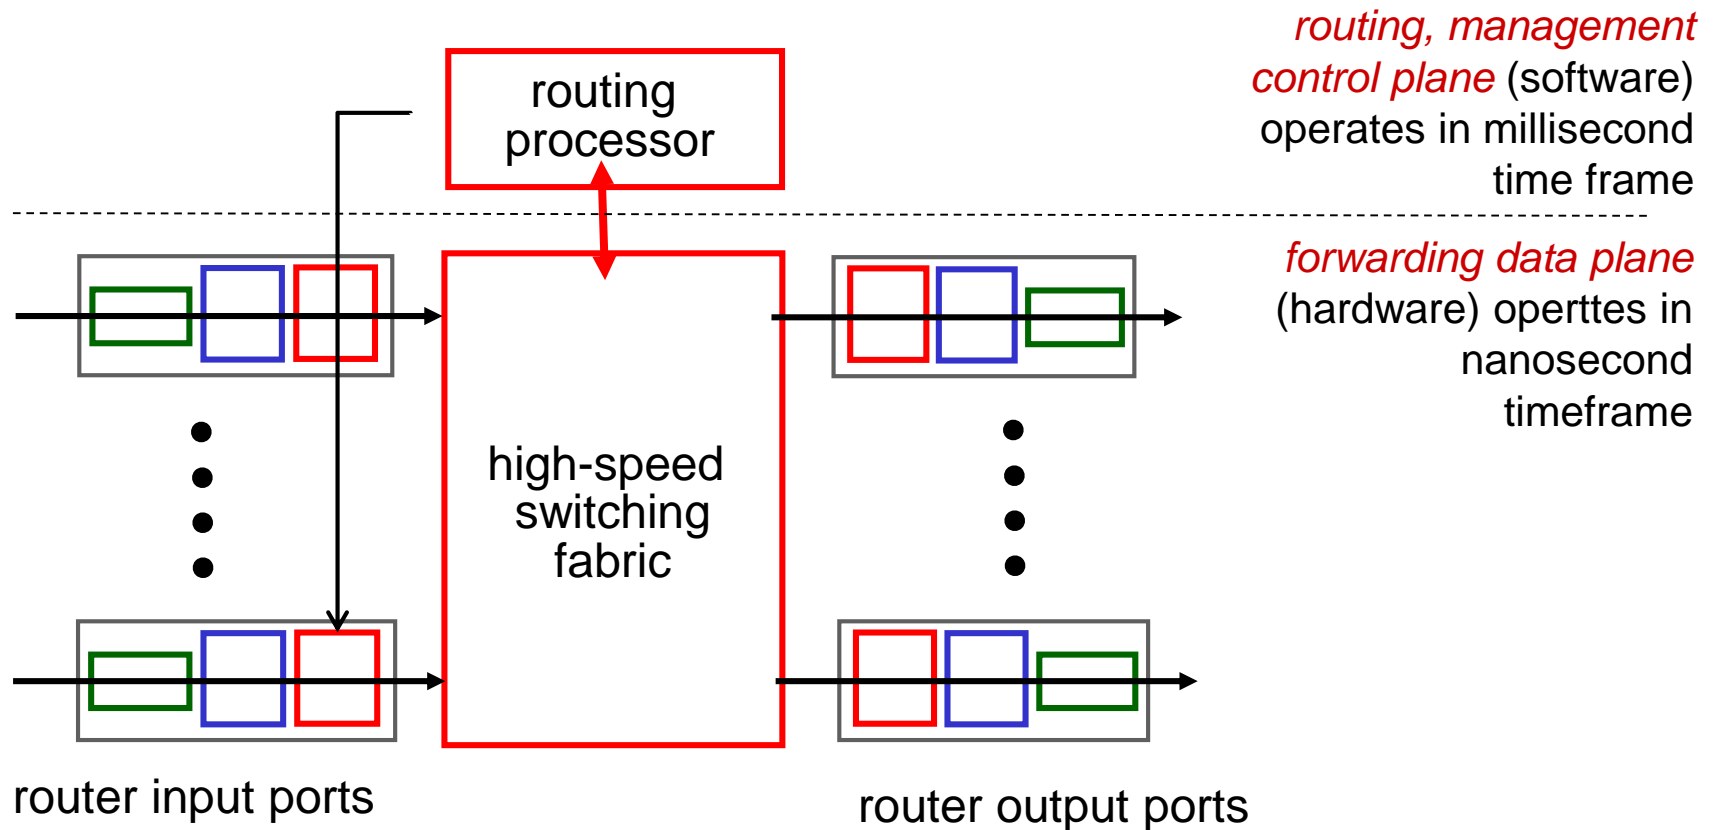 routing, management
control plane (software)
operates in millisecond
time frame
routing
processor
forwarding data plane
(hardware) operttes in
nanosecond
timeframe
high-speed
switching
fabric
router input ports
router output ports